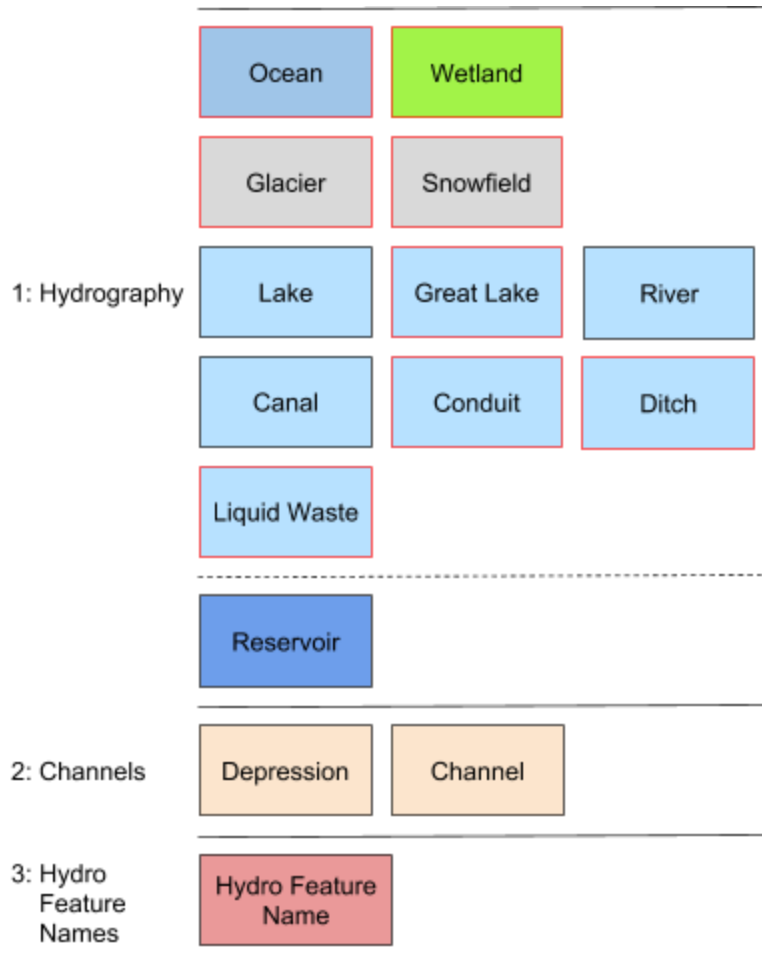 Ocean
Wetland
Glacier
Snowfield
1: Hydrography
Lake
Great Lake
River
Canal
Conduit
Ditch
Liquid Waste
Reservoir
2: Channels
Depression
Channel
3: Hydro
Feature
Names
Hydro Feature
Name